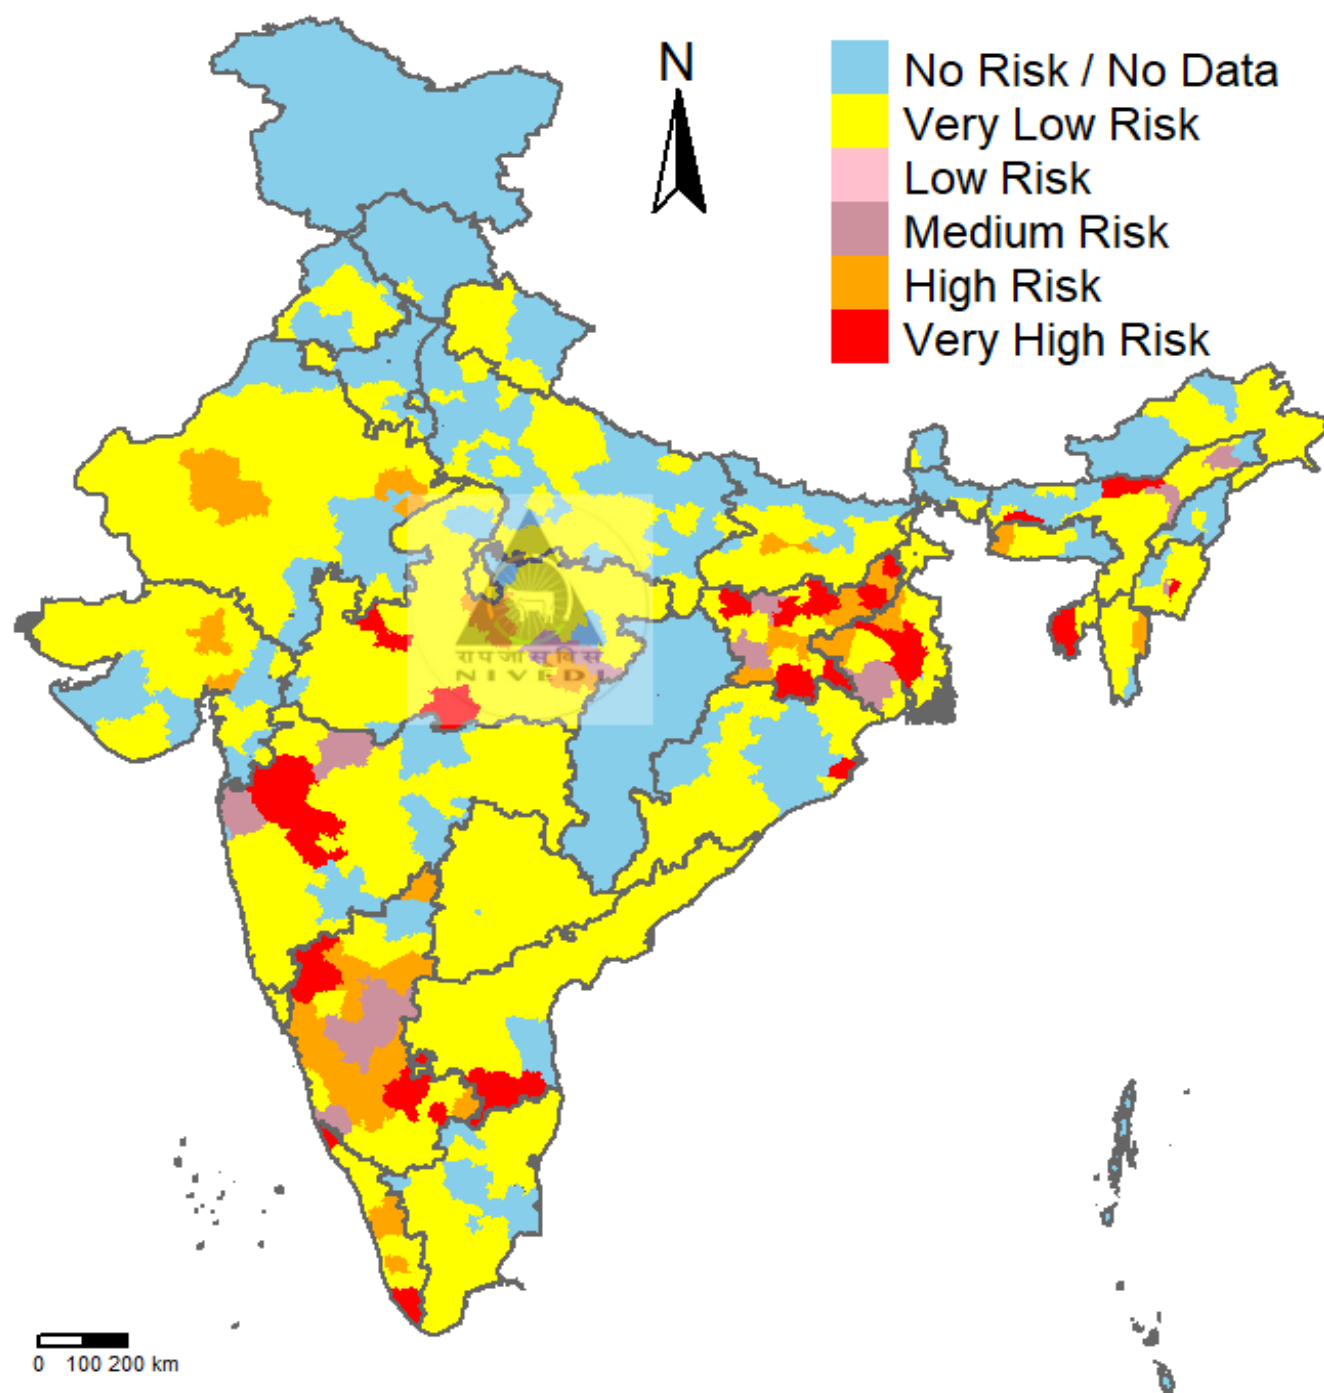 N
No Risk / No Data
Very Low Risk
Low Risk
Medium Risk
High Risk
Very High Risk
रा प जा सू वि सं
NIVEDI
0 100 200 km